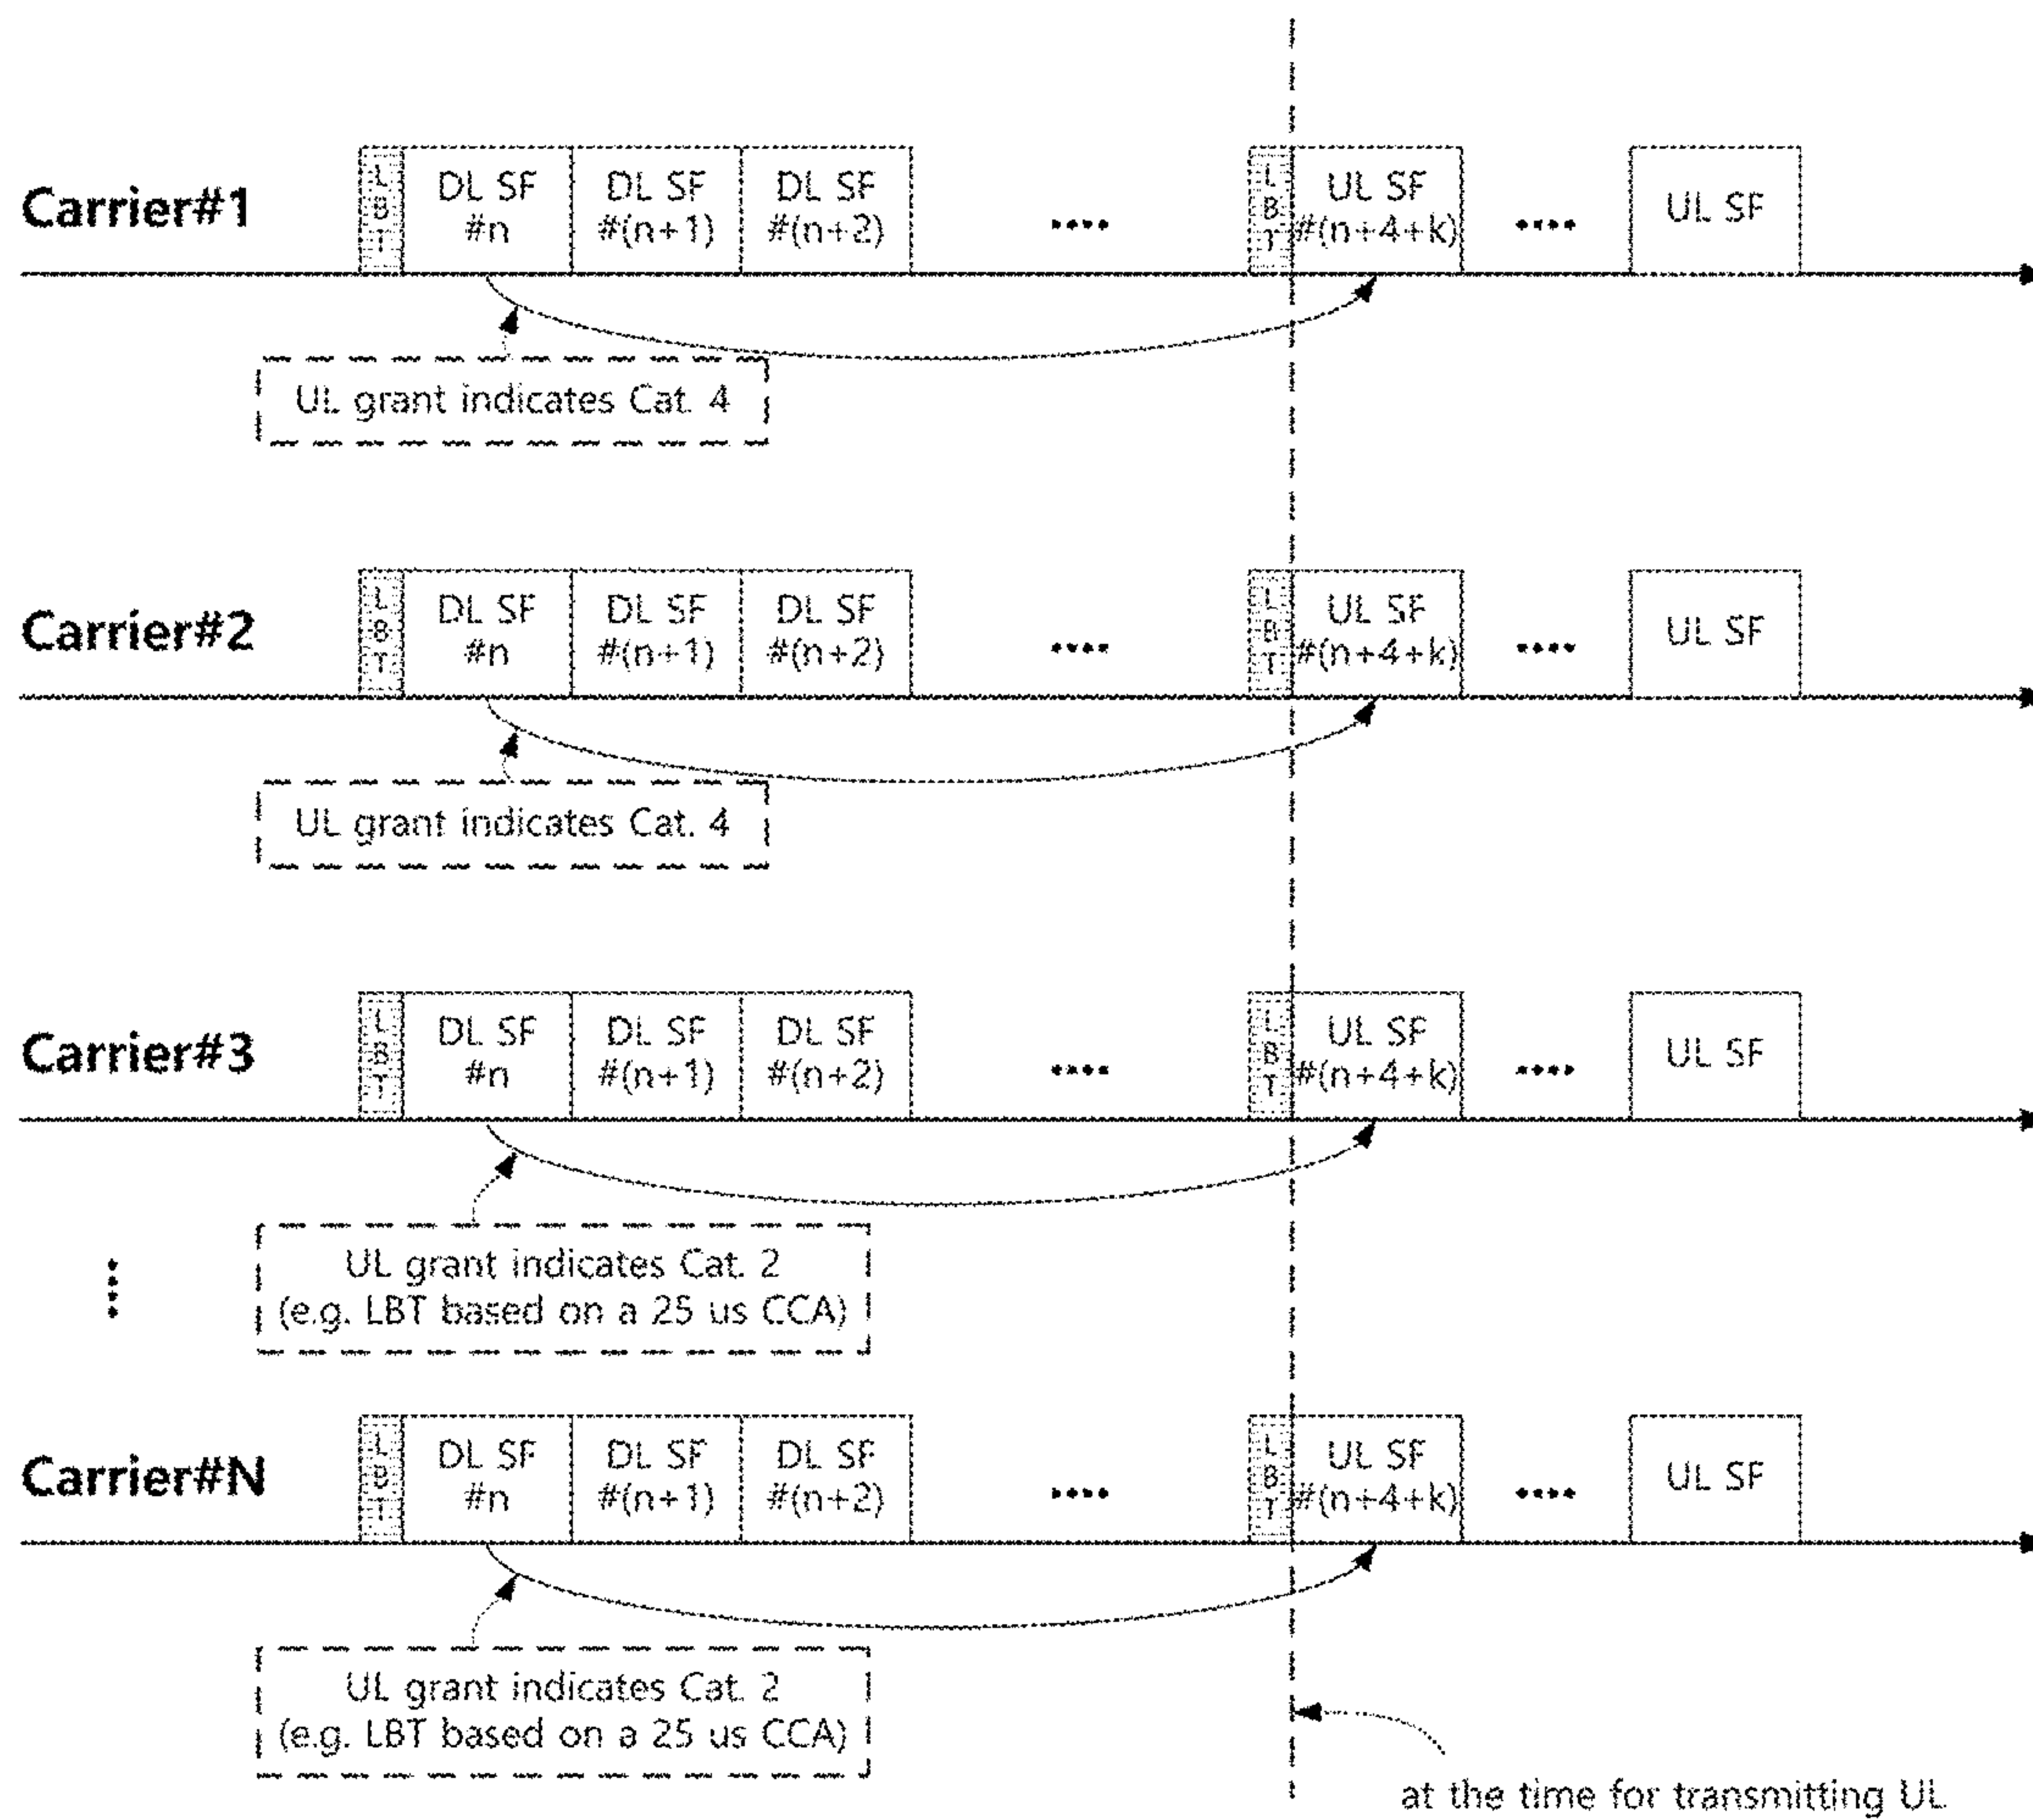 Carrier#1
L
B
T
DL SF
#n
DL SF
#(n+1)
DL SF
#(n+2)
....
L
B
T
UL SF
#(n+4+k)
....
UL SF
UL grant indicates Cat. 4
Carrier#2
L
B
T
DL SF
#n
DL SF
#(n+1)
DL SF
#(n+2)
....
L
B
T
UL SF
#(n+4+k)
....
UL SF
UL grant indicates Cat. 4
Carrier#3
L
B
T
DL SF
#n
DL SF
#(n+1)
DL SF
#(n+2)
....
L
B
T
UL SF
#(n+4+k)
....
UL SF
UL grant indicates Cat. 2
(e.g. LBT based on a 25 us CCA)
Carrier#N
L
B
T
DL SF
#n
DL SF
#(n+1)
DL SF
#(n+2)
....
L
B
T
UL SF
#(n+4+k)
....
UL SF
UL grant indicates Cat. 2
(e.g. LBT based on a 25 us CCA)
at the time for transmitting UL